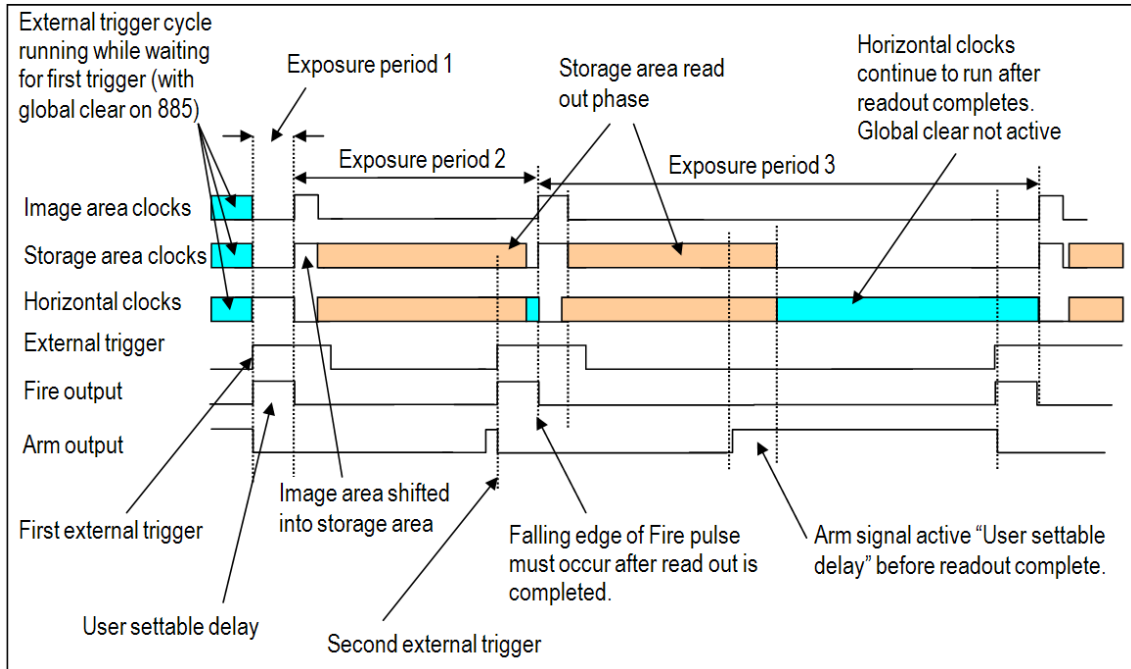 External trigger cycle
running while waiting
for first trigger (with
global clear on 885)
Exposure period 1
Storage area read
out phase
Horizontal clocks
continue to run after
readout completes.
Global clear not active
Exposure period 2
Exposure period 3
Image area clocks
Storage area clocks
Horizontal clocks
External trigger
Fire output
Arm output
First external trigger
Image area shifted
into storage area
User settable delay
Second external trigger
Falling edge of Fire pulse
must occur after read out is
completed.
Arm signal active “User settable
delay” before readout complete.